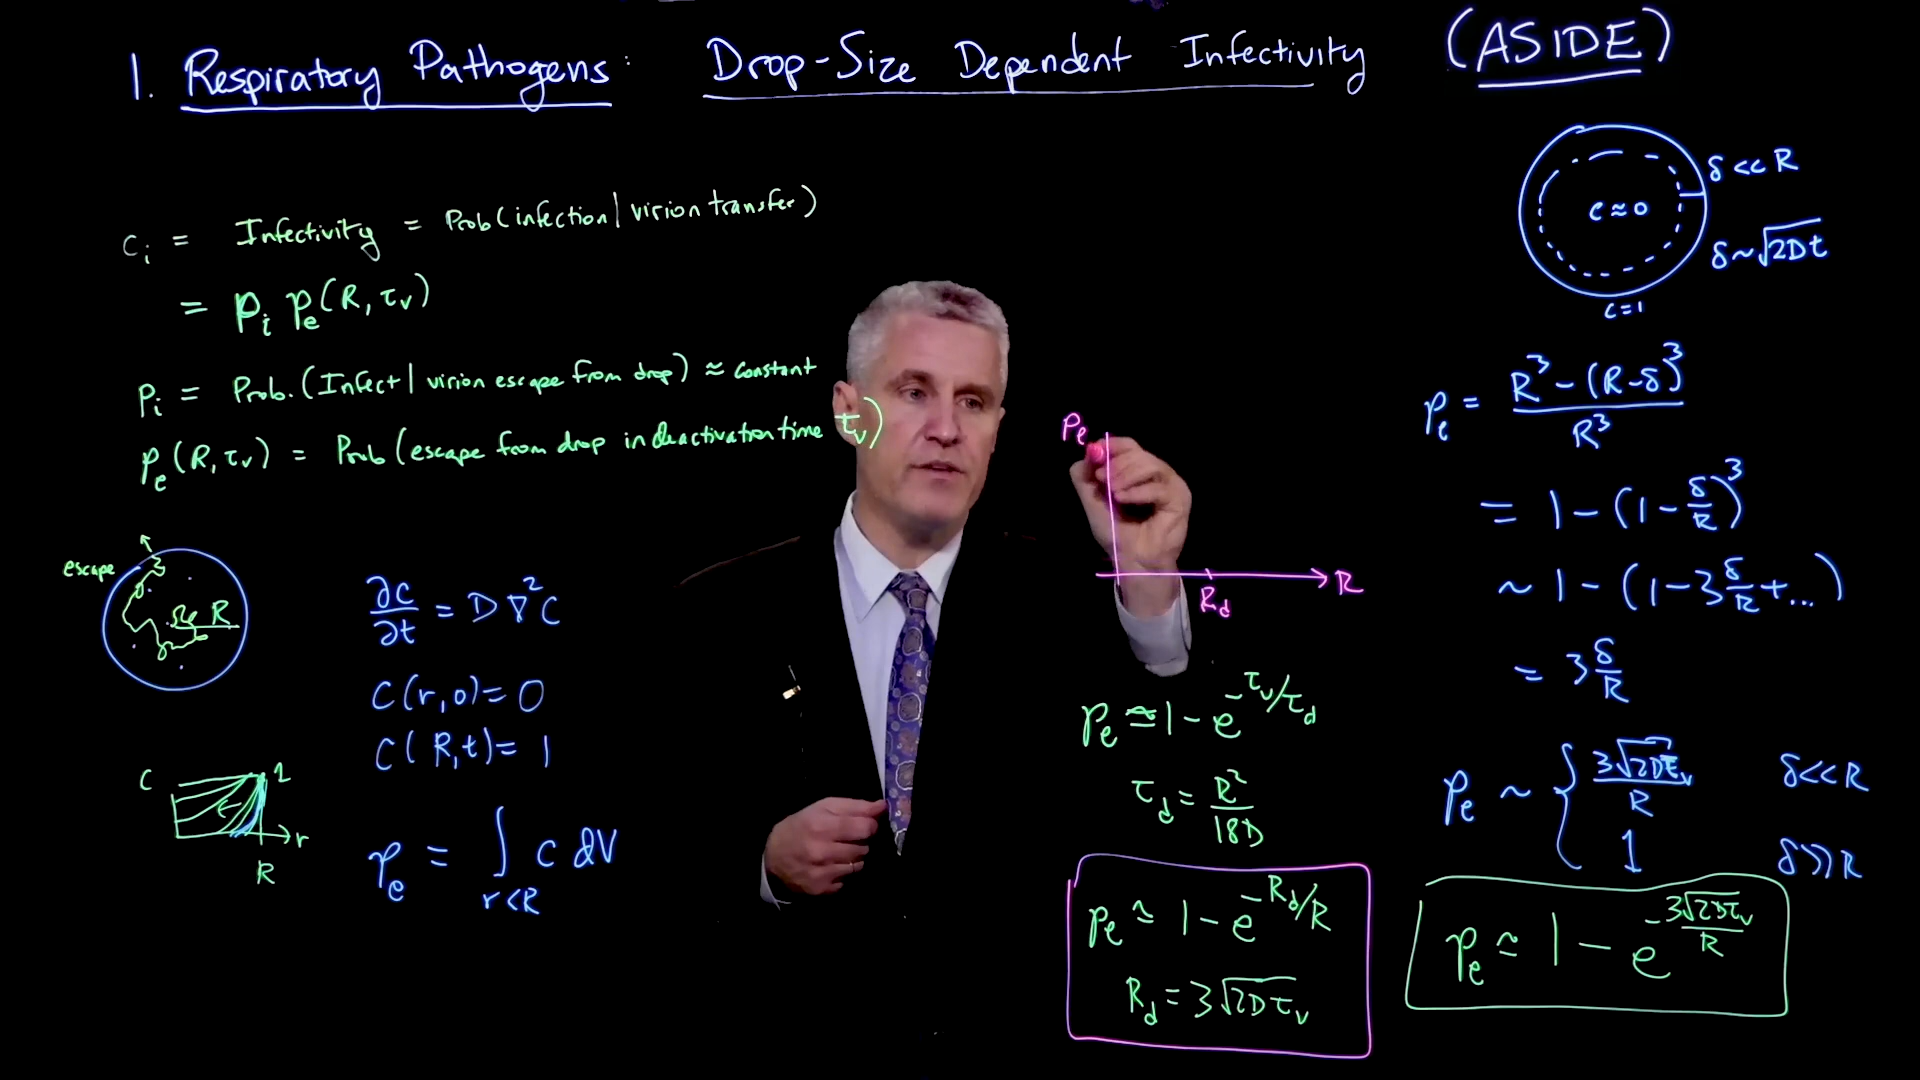 1. Respiratory Pathogens: Drop-Size Dependent Infectivity (ASIDE)
c_i = Infectivity = Prob(infection | virion transfer)
= p_i p_e(R, τ_v)
p_i = Prob. (Infect | virion escape from drop) ≈ constant
p_e(R, τ_v) = Prob (escape from drop in deactivation time τ_v)
escape
R
∂c/∂t = D ∇²c
c(r,0) = 0
c(R,t) = 1
c
1
t
r
R
p_e = ∫_{r<R} c dV
p_e
R_d
R
p_e ≃ 1 - e^{-τ_v/τ_d}
τ_d = R²/18D
p_e ≃ 1 - e^{-R_d/R}
R_d = 3√(2Dτ_v)
δ << R
c ≈ 0
δ ~ √(2Dt)
c = 1
p_e = (R³ - (R-δ)³)/R³
= 1 - (1 - δ/R)³
~ 1 - (1 - 3 δ/R + ...)
= 3 δ/R
p_e ~ { 3√(2Dτ_v)/R δ<<R
1 δ>>R
p_e ≃ 1 - e^{-3√(2Dτ_v)/R}